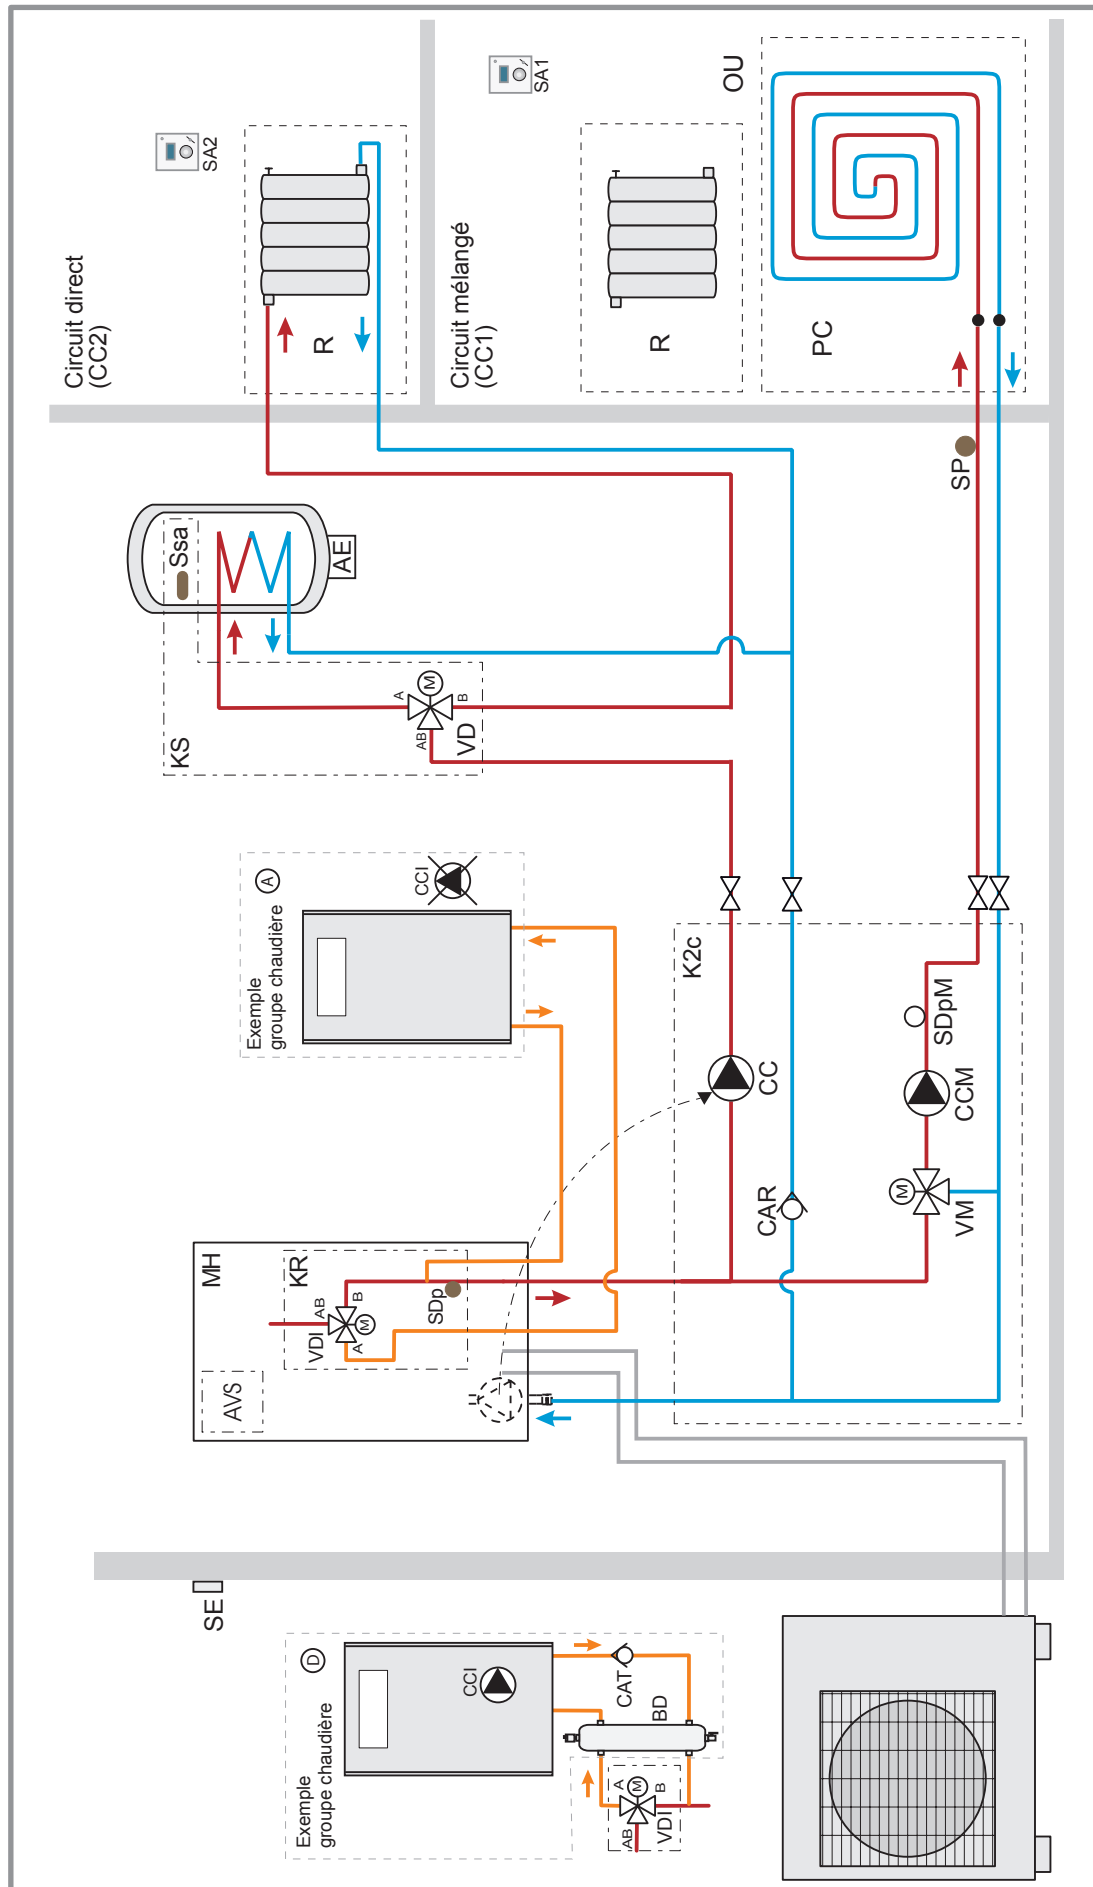 Circuit direct
(CC2)
SA2
R
Circuit mélangé
(CC1)
SA1
R
OU
PC
SP
Ssa
AE
KS
A
M
B
AB
VD
Exemple
groupe chaudière
A
CCI
K2c
CC
SDpM
CCM
CAR
M
VM
MH
KR
AB
B
VDI
M
A
SDp
AVS
SE
Exemple
groupe chaudière
D
CCI
CAT
BD
A
M
B
AB
VDI